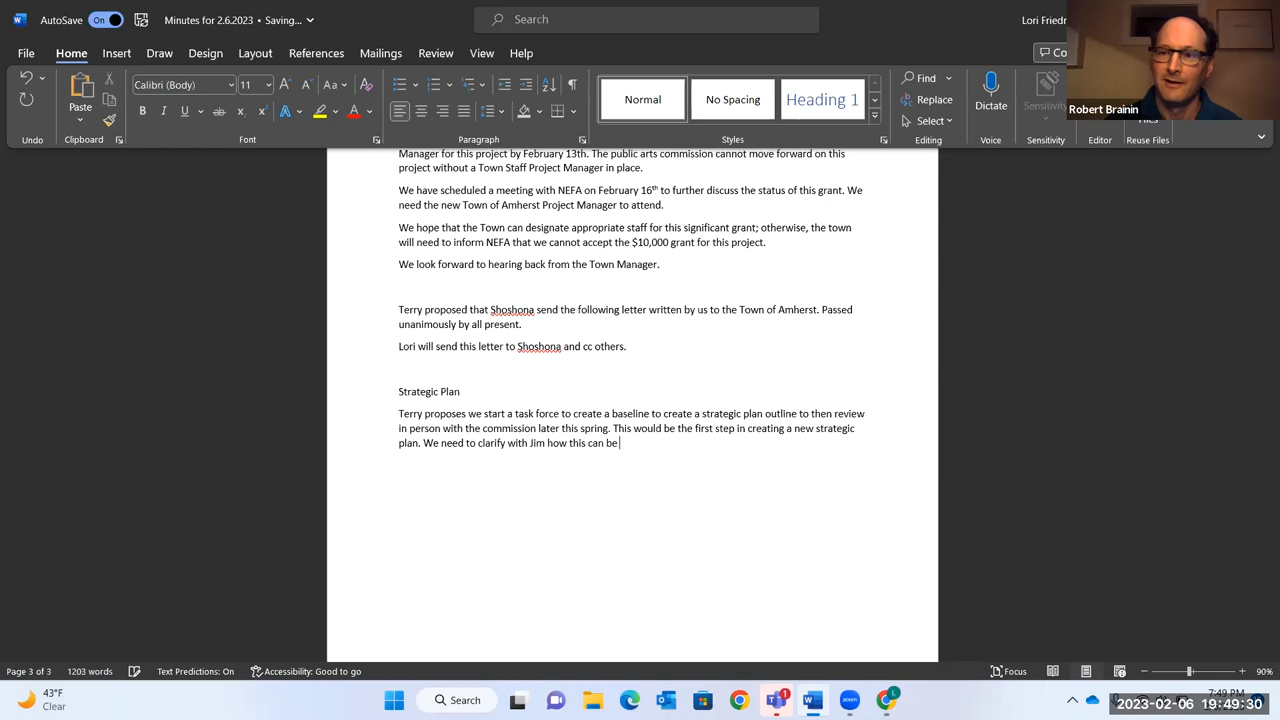 AutoSave On Minutes for 2.6.2023 • Saving... Search Lori Friedr
File Home Insert Draw Design Layout References Mailings Review View Help Co
Calibri (Body) 11 Normal No Spacing Heading 1 Find Replace Select
Paste Dictate Sensitivity Files
Undo Clipboard Font Paragraph Styles Editing Voice Sensitivity Editor Reuse Files
Robert Brainin
Manager for this project by February 13th. The public arts commission cannot move forward on this
project without a Town Staff Project Manager in place.
We have scheduled a meeting with NEFA on February 16th to further discuss the status of this grant. We
need the new Town of Amherst Project Manager to attend.
We hope that the Town can designate appropriate staff for this significant grant; otherwise, the town
will need to inform NEFA that we cannot accept the $10,000 grant for this project.
We look forward to hearing back from the Town Manager.
Terry proposed that Shoshona send the following letter written by us to the Town of Amherst. Passed
unanimously by all present.
Lori will send this letter to Shoshona and cc others.
Strategic Plan
Terry proposes we start a task force to create a baseline to create a strategic plan outline to then review
in person with the commission later this spring. This would be the first step in creating a new strategic
plan. We need to clarify with Jim how this can be
Page 3 of 3 1203 words Text Predictions: On Accessibility: Good to go Focus 90%
43°F
Clear
Search
7:49 PM
2023-02-06 19:49:30